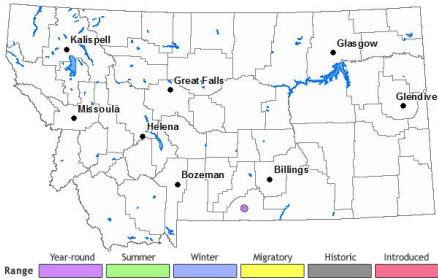 Kalispell
Glasgow
Great Falls
Glendive
Missoula
Helena
Bozeman
Billings
Year-round Summer Winter Migratory Historic Introduced
Range